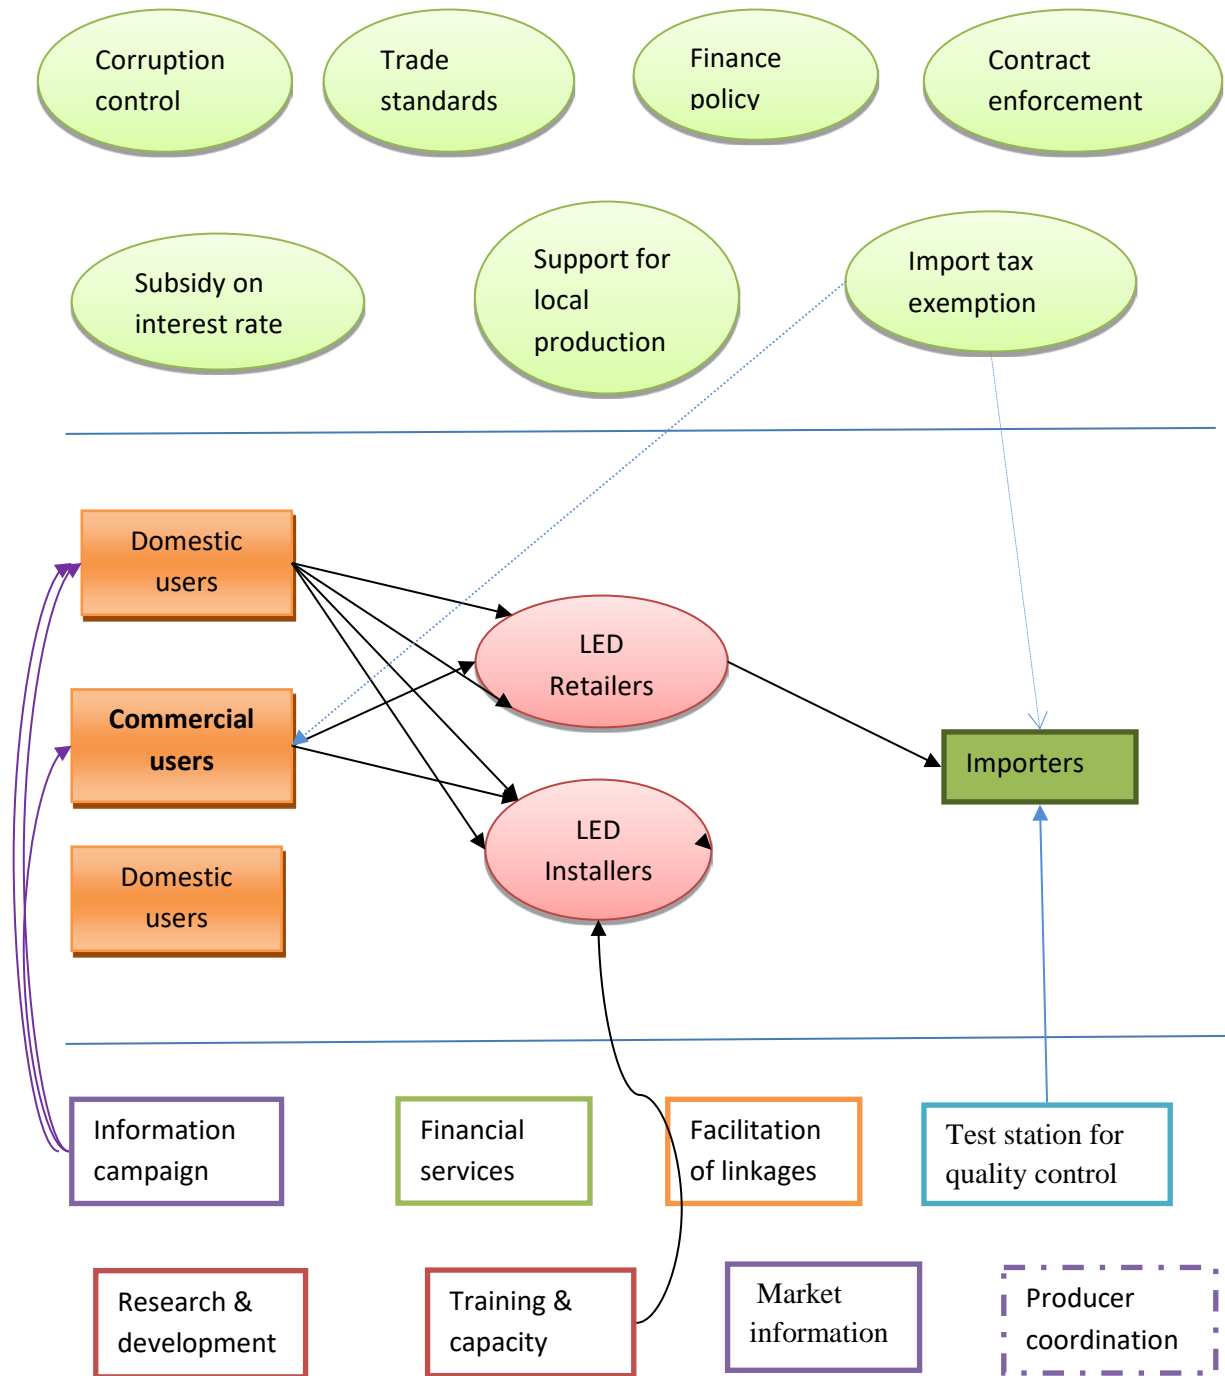 Corruption
control
Trade
standards
Finance
policy
Contract
enforcement
Subsidy on
interest rate
Support for
local
production
Import tax
exemption
Domestic
users
LED
Retailers
Commercial
users
Importers
LED
Installers
Domestic
users
Information
campaign
Financial
services
Facilitation
of linkages
Test station for
quality control
Research &
development
Training &
capacity
Market
information
Producer
coordination